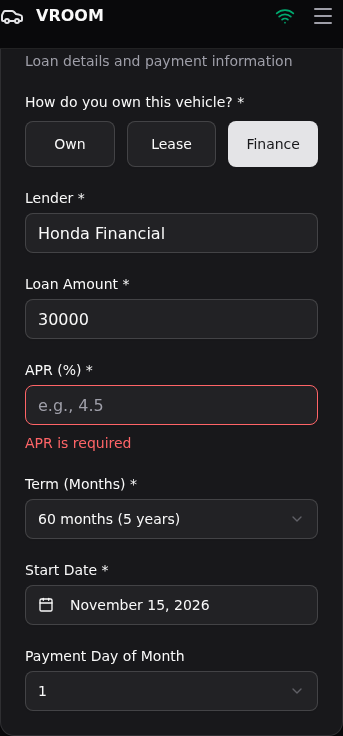 VROOM
Loan details and payment information
How do you own this vehicle? *
Own Lease Finance
Lender *
Honda Financial
Loan Amount *
30000
APR (%) *
e.g., 4.5
APR is required
Term (Months) *
60 months (5 years)
Start Date *
November 15, 2026
Payment Day of Month
1